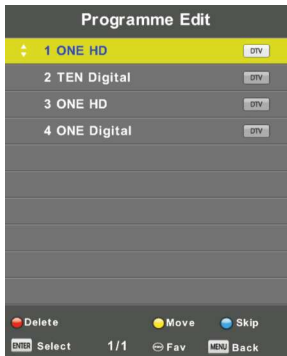 Programme Edit
1 ONE HD DTV
2 TEN Digital DTV
3 ONE HD DTV
4 ONE Digital DTV
Delete Move Skip
ENTER Select 1/1 Fav MENU Back